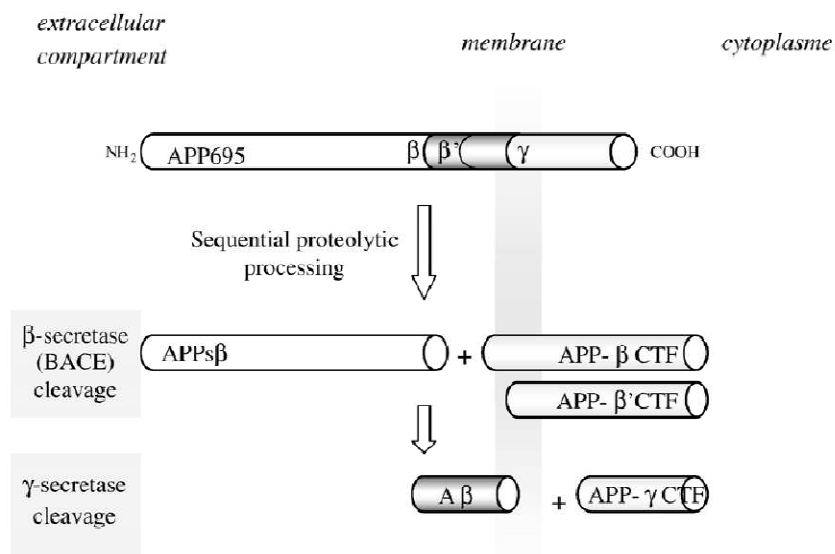 extracellular
compartment
membrane
cytoplasme
NH2 APP695 β β’ γ COOH
Sequential proteolytic
processing
β-secretase
(BACE)
cleavage
APPsβ + APP- β CTF
APP- β’CTF
γ-secretase
cleavage
A β + APP- γ CTF